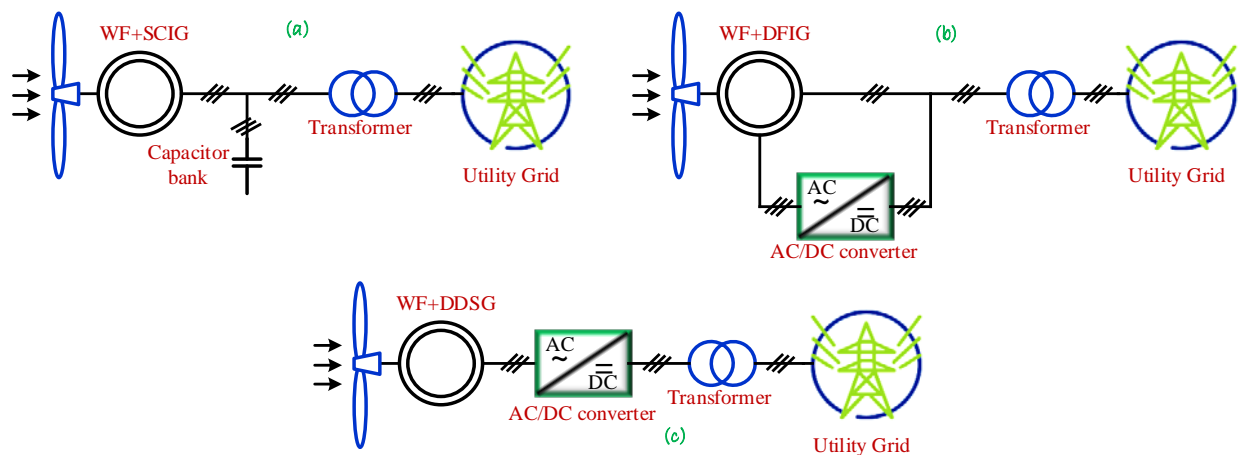 WF+SCIG
(a)
Transformer
Capacitor
bank
Utility Grid
WF+DFIG
(b)
Transformer
Utility Grid
AC
~
DC
AC/DC converter
WF+DDSG
AC
~
DC
AC/DC converter
Transformer
(c)
Utility Grid